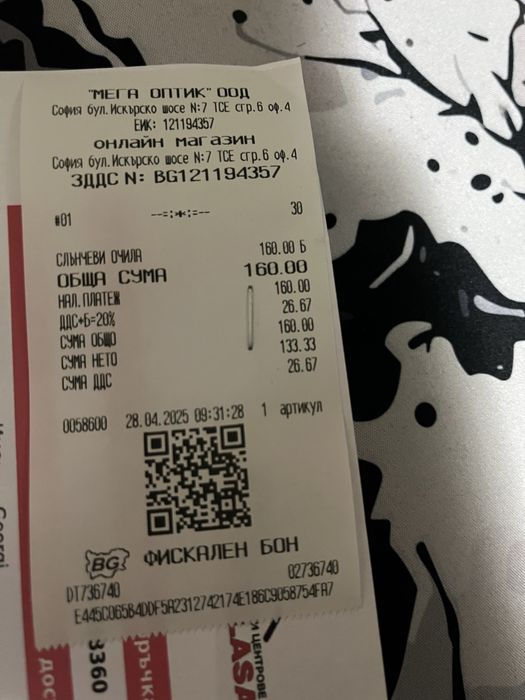 "МЕГА ОПТИК" ООД
София бул.Искърско шосе N:7 ТСЕ сгр.6 оф.4
ЕИК: 121194357
ОНЛАЙН МАГАЗИН
София бул.Искърско шосе N:7 ТСЕ сгр.6 оф.4
ЗДДС N: BG121194357
#01 --=:*:=-- 30
СЛЪНЧЕВИ ОЧИЛА 160.00 Б
ОБЩА СУМА 160.00
НАЛ.ПЛАТЕЖ 160.00
ДДС*Б=20% 26.67
СУМА ОБЩО 160.00
СУМА НЕТО 133.33
СУМА ДДС 26.67
0058600 28.04.2025 09:31:28 1 артикул
BG ФИСКАЛЕН БОН
DT736740 02736740
E445C065B4DDF5A2312742174E186C9058754FA7
3360
ЦЕНТРОВЕ